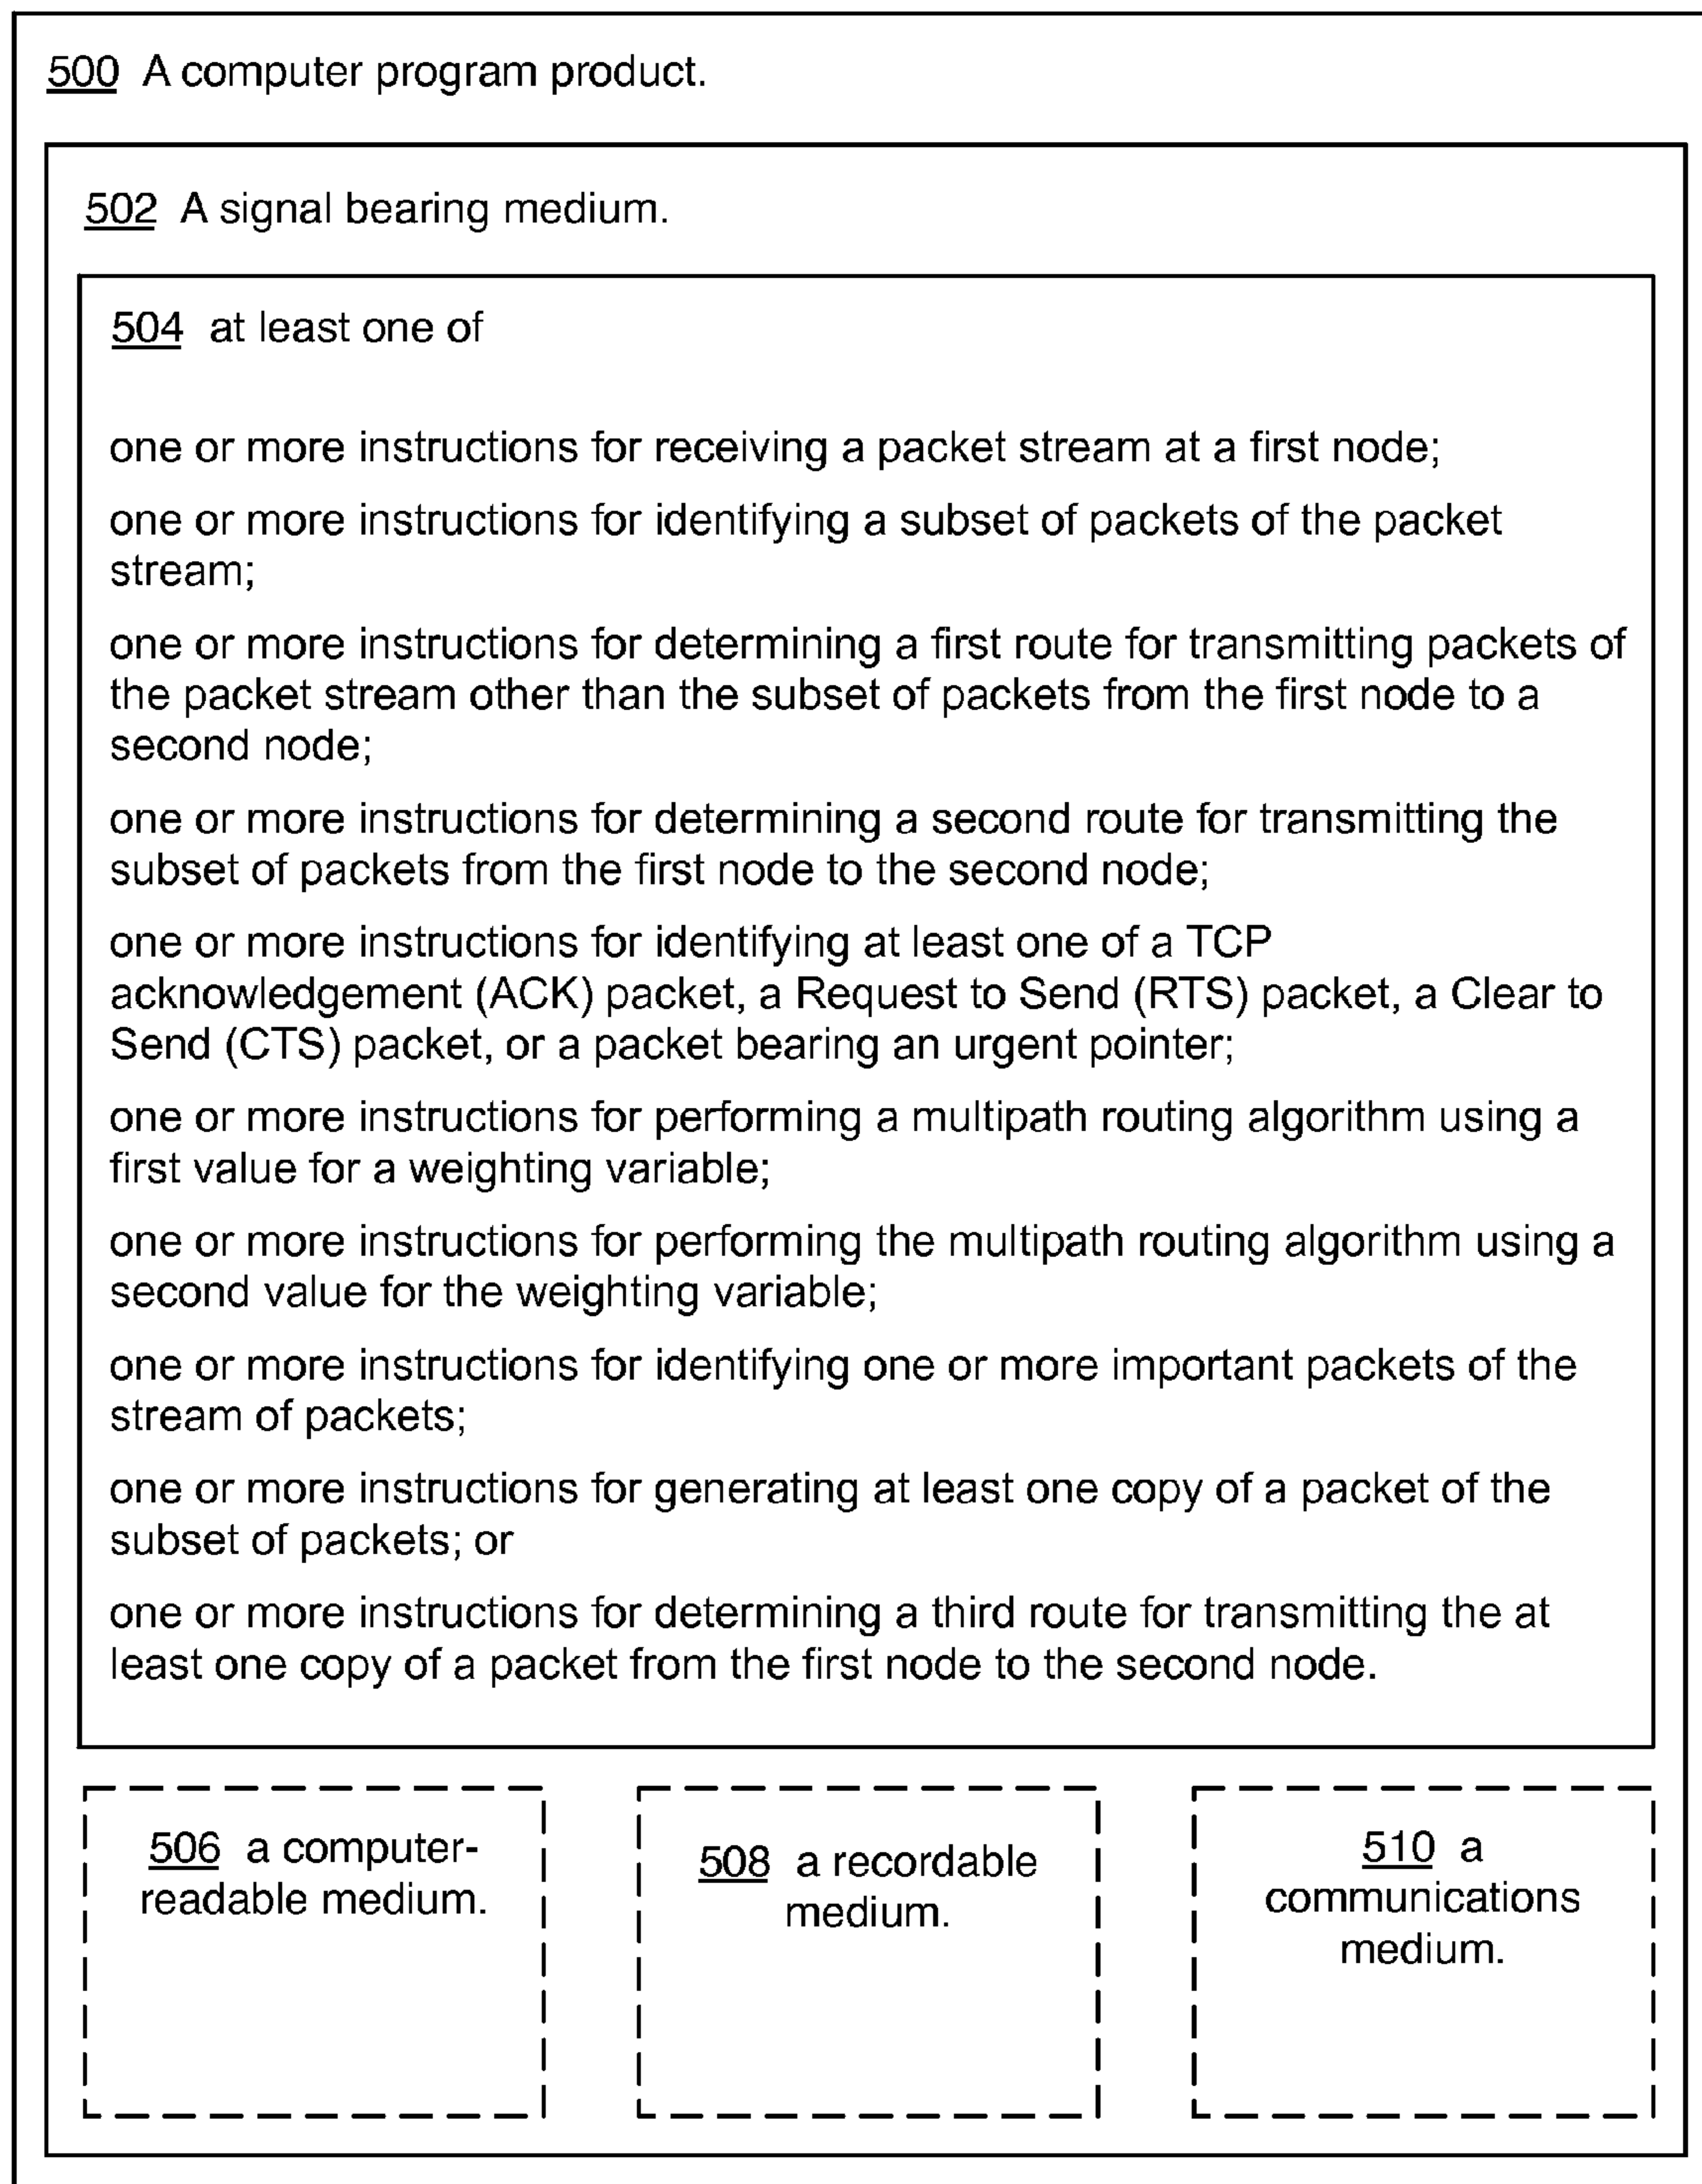 500 A computer program product.
502 A signal bearing medium.
504 at least one of
one or more instructions for receiving a packet stream at a first node;
one or more instructions for identifying a subset of packets of the packet
stream;
one or more instructions for determining a first route for transmitting packets of
the packet stream other than the subset of packets from the first node to a
second node;
one or more instructions for determining a second route for transmitting the
subset of packets from the first node to the second node;
one or more instructions for identifying at least one of a TCP
acknowledgement (ACK) packet, a Request to Send (RTS) packet, a Clear to
Send (CTS) packet, or a packet bearing an urgent pointer;
one or more instructions for performing a multipath routing algorithm using a
first value for a weighting variable;
one or more instructions for performing the multipath routing algorithm using a
second value for the weighting variable;
one or more instructions for identifying one or more important packets of the
stream of packets;
one or more instructions for generating at least one copy of a packet of the
subset of packets; or
one or more instructions for determining a third route for transmitting the at
least one copy of a packet from the first node to the second node.
506 a computer-
readable medium.
508 a recordable
medium.
510 a
communications
medium.